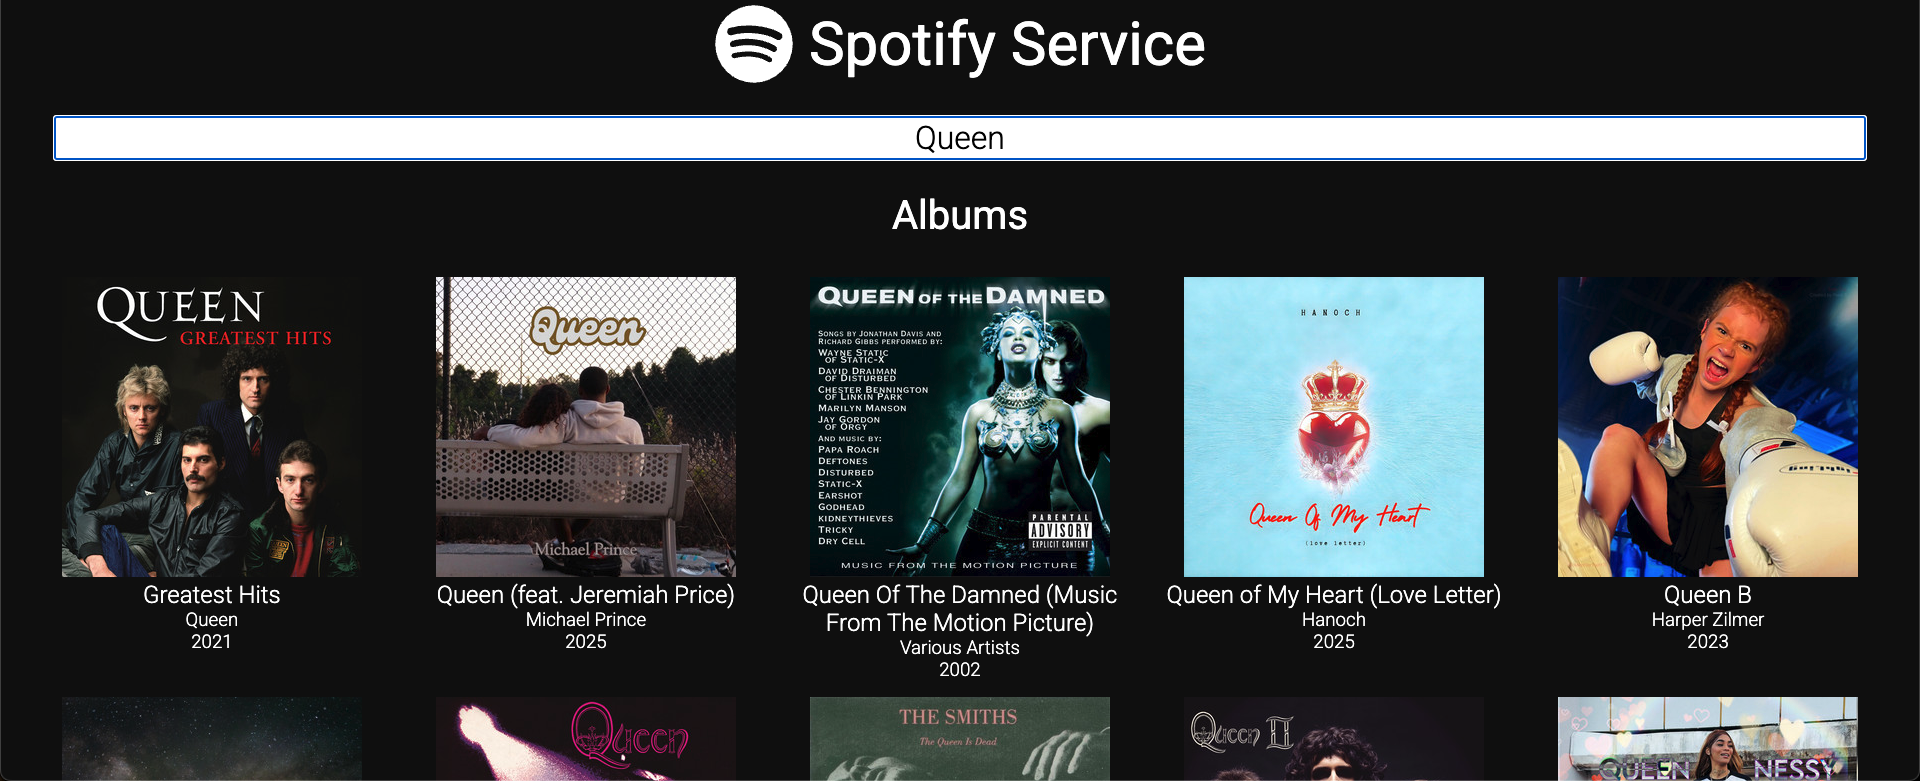 Spotify Service
Queen
Albums
QUEEN
GREATEST HITS
Queen
Michael Prince
QUEEN OF THE DAMNED
SONGS BY JONATHAN DAVIS AND
RICHARD GIBBS PERFORMED BY:
WAYNE STATIC
OF STATIC-X
DAVID DRAIMAN
OF DISTURBED
CHESTER BENNINGTON
OF LINKIN PARK
MARILYN MANSON
JAY GORDON
OF ORGY
AND MUSIC BY:
PAPA ROACH
DEFTONES
DISTURBED
STATIC-X
EARSHOT
GODHEAD
KIDNEYTHIEVES
TRICKY
DRY CELL
PARENTAL
ADVISORY
EXPLICIT CONTENT
MUSIC FROM THE MOTION PICTURE
HANOCH
Queen Of My Heart
(love letter)
Greatest Hits
Queen
2021
Queen (feat. Jeremiah Price)
Michael Prince
2025
Queen Of The Damned (Music
From The Motion Picture)
Various Artists
2002
Queen of My Heart (Love Letter)
Hanoch
2025
Queen B
Harper Zilmer
2023
Queen
THE SMITHS
The Queen Is Dead
Queen II
QUEEN NESSY